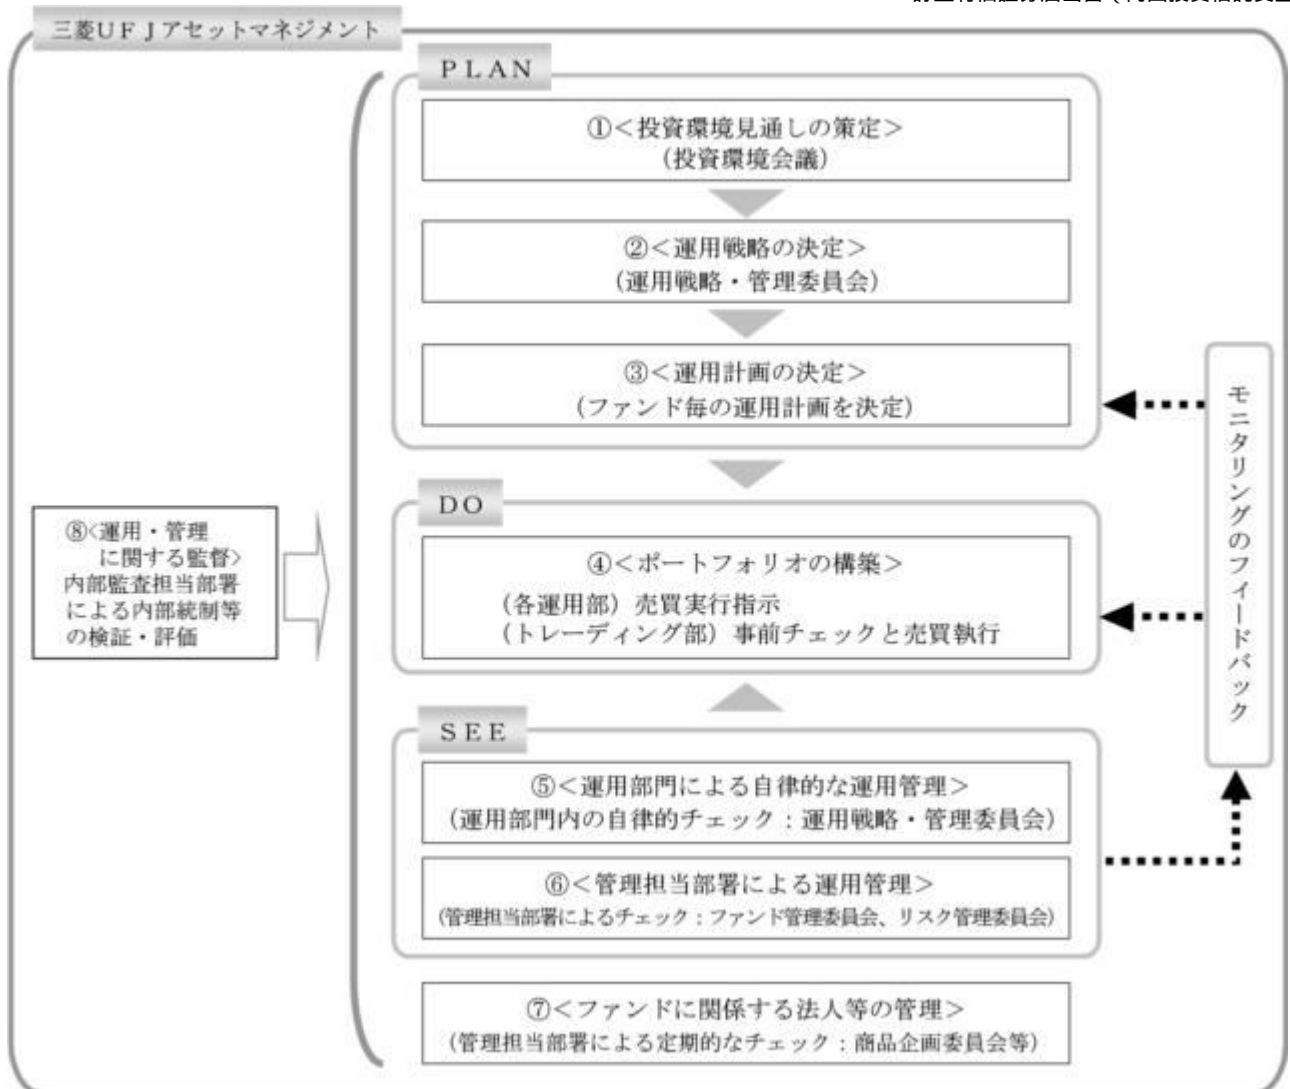 三菱ＵＦＪアセットマネジメント
ＰＬＡＮ
①＜投資環境見通しの策定＞
（投資環境会議）
②＜運用戦略の決定＞
（運用戦略・管理委員会）
③＜運用計画の決定＞
（ファンド毎の運用計画を決定）
ＤＯ
④＜ポートフォリオの構築＞
（各運用部）売買実行指示
（トレーディング部）事前チェックと売買執行
ＳＥＥ
⑤＜運用部門による自律的な運用管理＞
（運用部門内の自律的チェック：運用戦略・管理委員会）
⑥＜管理担当部署による運用管理＞
（管理担当部署によるチェック：ファンド管理委員会、リスク管理委員会）
⑦＜ファンドに関係する法人等の管理＞
（管理担当部署による定期的なチェック：商品企画委員会等）
⑧＜運用・管理
に関する監督＞
内部監査担当部署
による内部統制等
の検証・評価
モニタリングのフィードバック